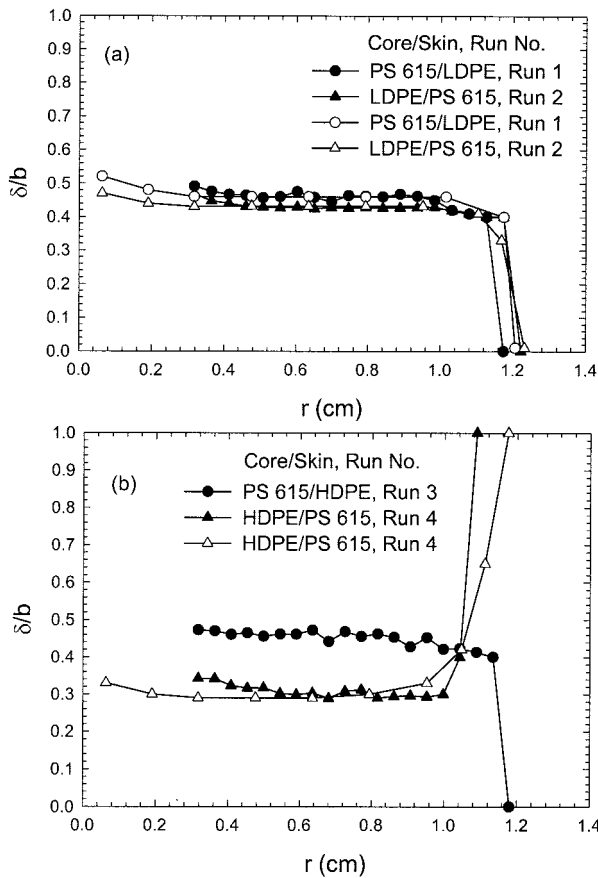 1.0
(a)
Core/Skin, Run No.
0.9
PS 615/LDPE, Run 1
0.8
LDPE/PS 615, Run 2
0.7
PS 615/LDPE, Run 1
0.6
LDPE/PS 615, Run 2
δ/b
0.5
0.4
0.3
0.2
0.1
0.0
0.0 0.2 0.4 0.6 0.8 1.0 1.2 1.4
r (cm)
1.0
(b)
Core/Skin, Run No.
0.9
PS 615/HDPE, Run 3
0.8
HDPE/PS 615, Run 4
0.7
HDPE/PS 615, Run 4
0.6
δ/b
0.5
0.4
0.3
0.2
0.1
0.0
0.0 0.2 0.4 0.6 0.8 1.0 1.2 1.4
r (cm)